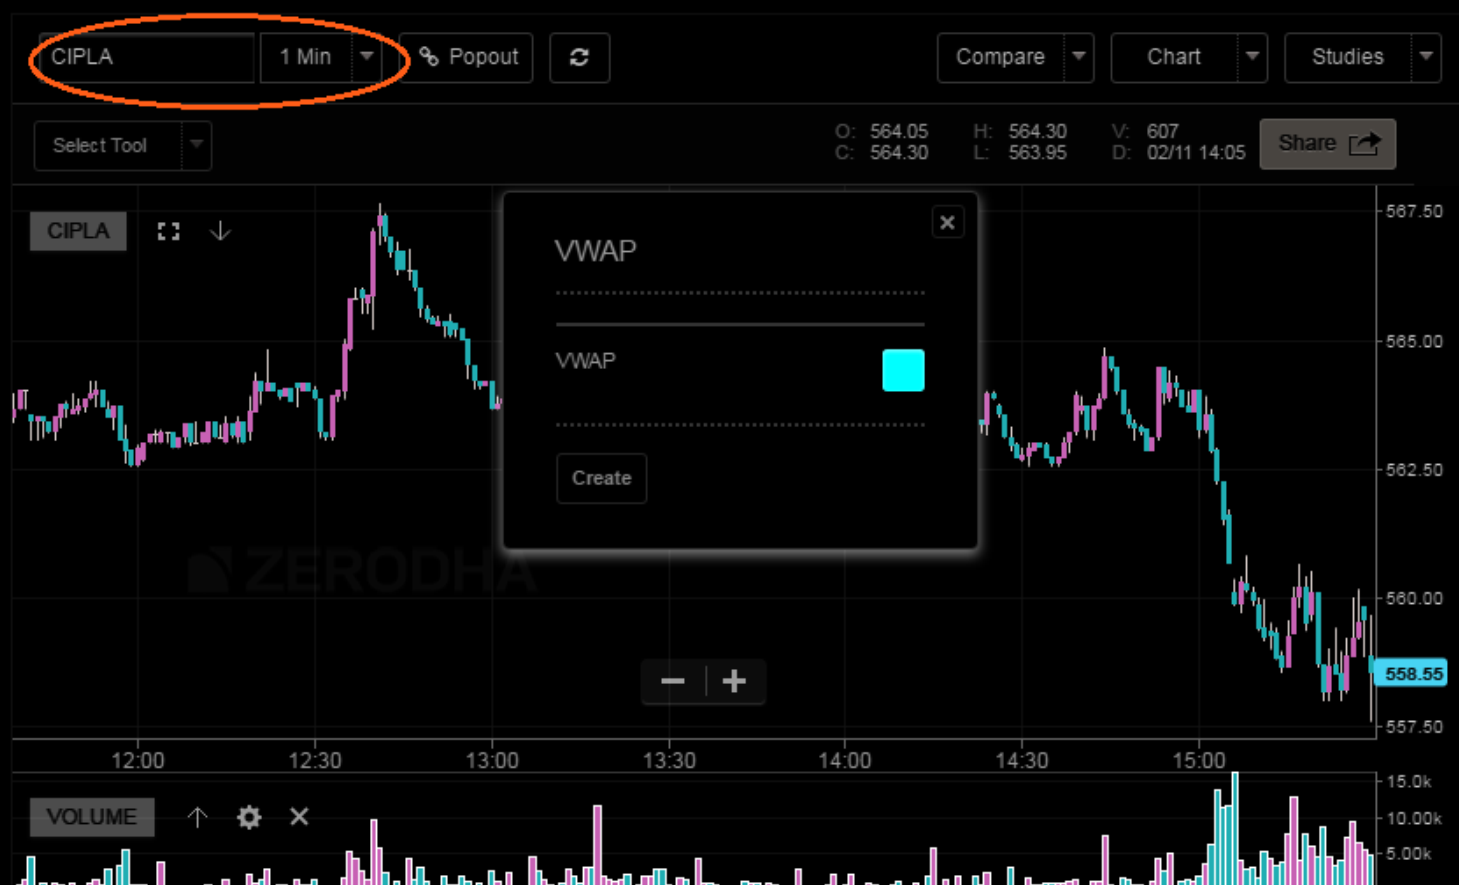 CIPLA 1 Min Popout Compare Chart Studies
Select Tool
O: 564.05 H: 564.30 V: 607
C: 564.30 L: 563.95 D: 02/11 14:05
Share
CIPLA
567.50
VWAP
565.00
VWAP
562.50
Create
ZERODHA
560.00
558.55
557.50
12:00 12:30 13:00 13:30 14:00 14:30 15:00
VOLUME
15.0k
10.00k
5.00k